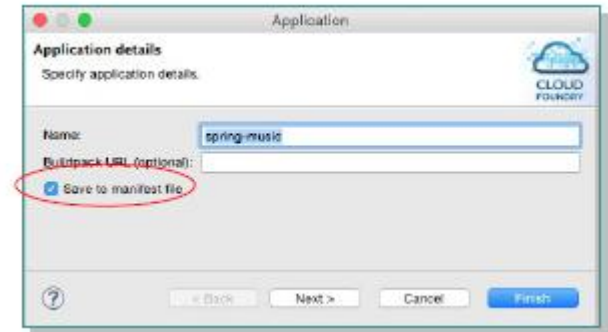 Application
Application details
Specify application details.
CLOUD
FOUNDRY
Name: spring-music
Buildpack URL (optional):
Save to manifest file
? < Back Next > Cancel Finish